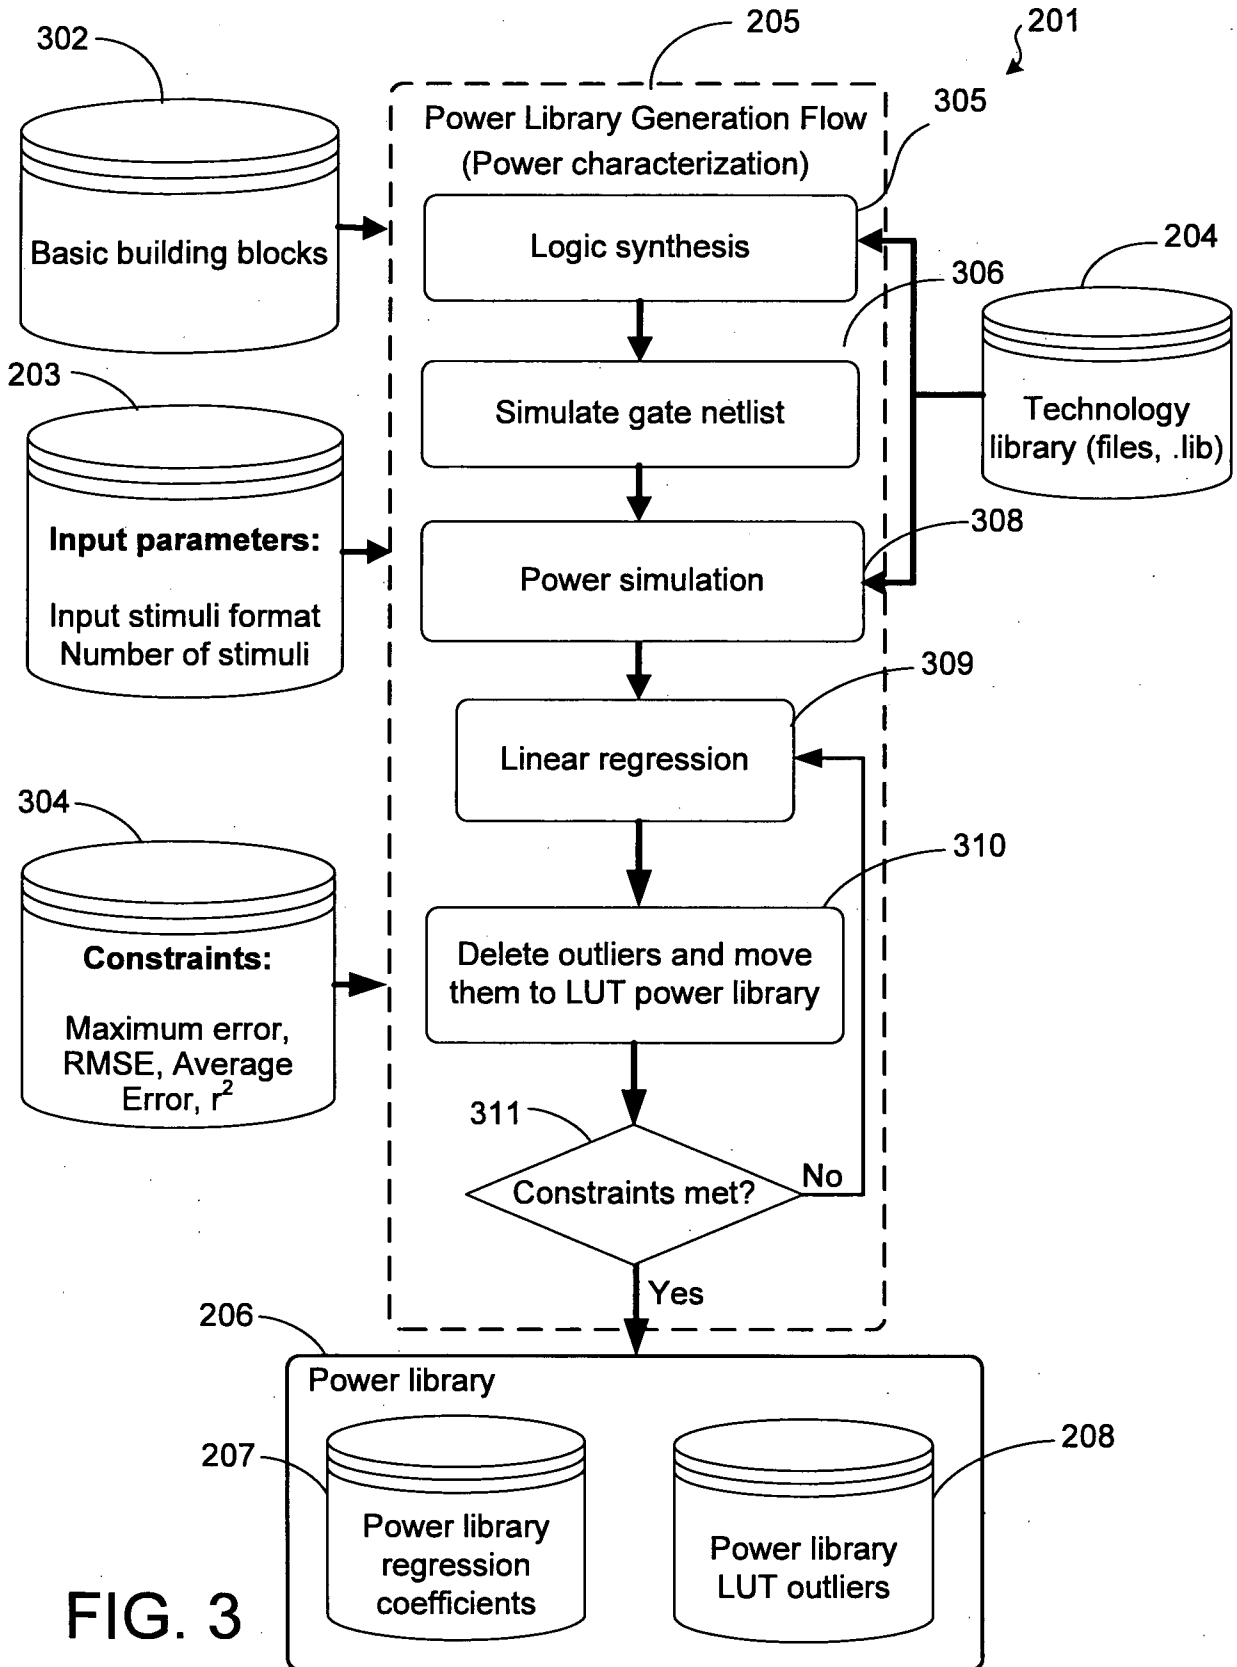 302
205
201
Power Library Generation Flow
(Power characterization)
305
Basic building blocks
Logic synthesis
204
306
203
Simulate gate netlist
Technology
library (files, .lib)
Input parameters:
Input stimuli format
Number of stimuli
308
Power simulation
309
Linear regression
304
310
Constraints:
Maximum error,
RMSE, Average
Error, r²
Delete outliers and move
them to LUT power library
311
Constraints met?
No
Yes
206
Power library
207
208
Power library
regression
coefficients
Power library
LUT outliers
FIG. 3